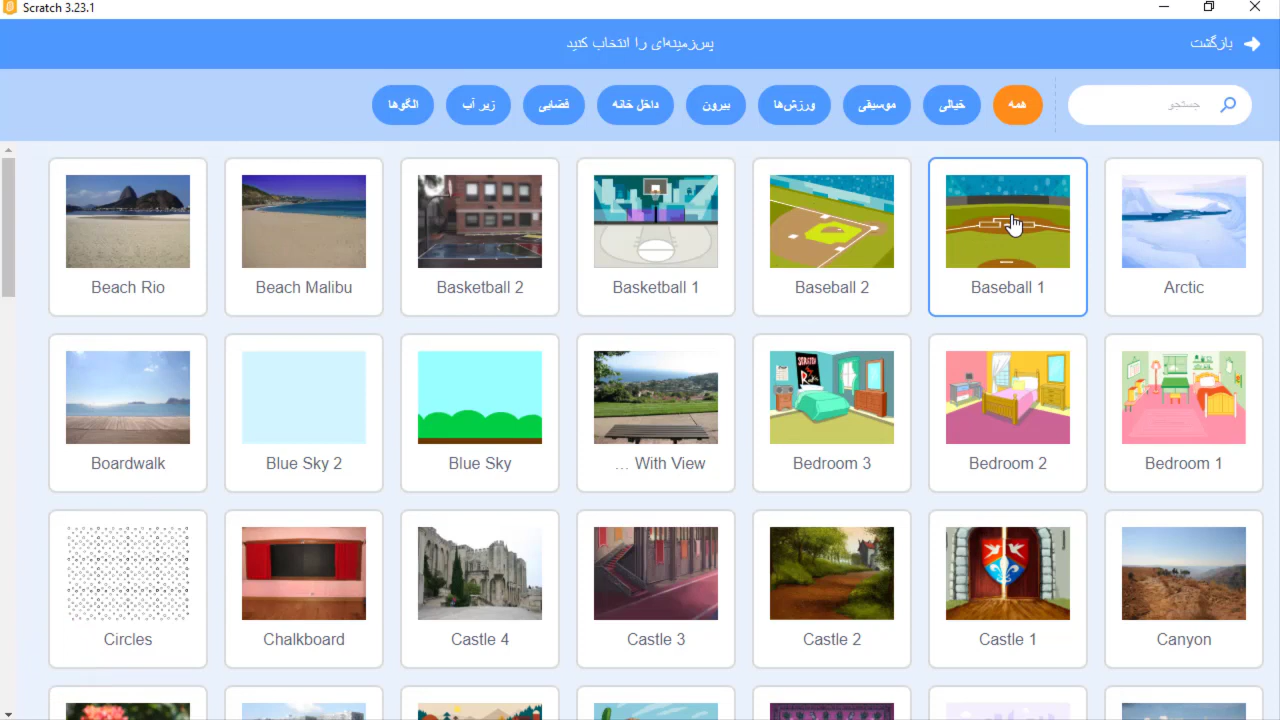 Scratch 3.23.1
بازگشت
پس‌زمینه‌ای را انتخاب کنید
جستجو
همه
خیالی
موسیقی
ورزش‌ها
بیرون
داخل خانه
فضایی
زیر آب
الگوها
Arctic
Baseball 1
Baseball 2
Basketball 1
Basketball 2
Beach Malibu
Beach Rio
Bedroom 1
Bedroom 2
Bedroom 3
... With View
Blue Sky
Blue Sky 2
Boardwalk
Canyon
Castle 1
Castle 2
Castle 3
Castle 4
Chalkboard
Circles